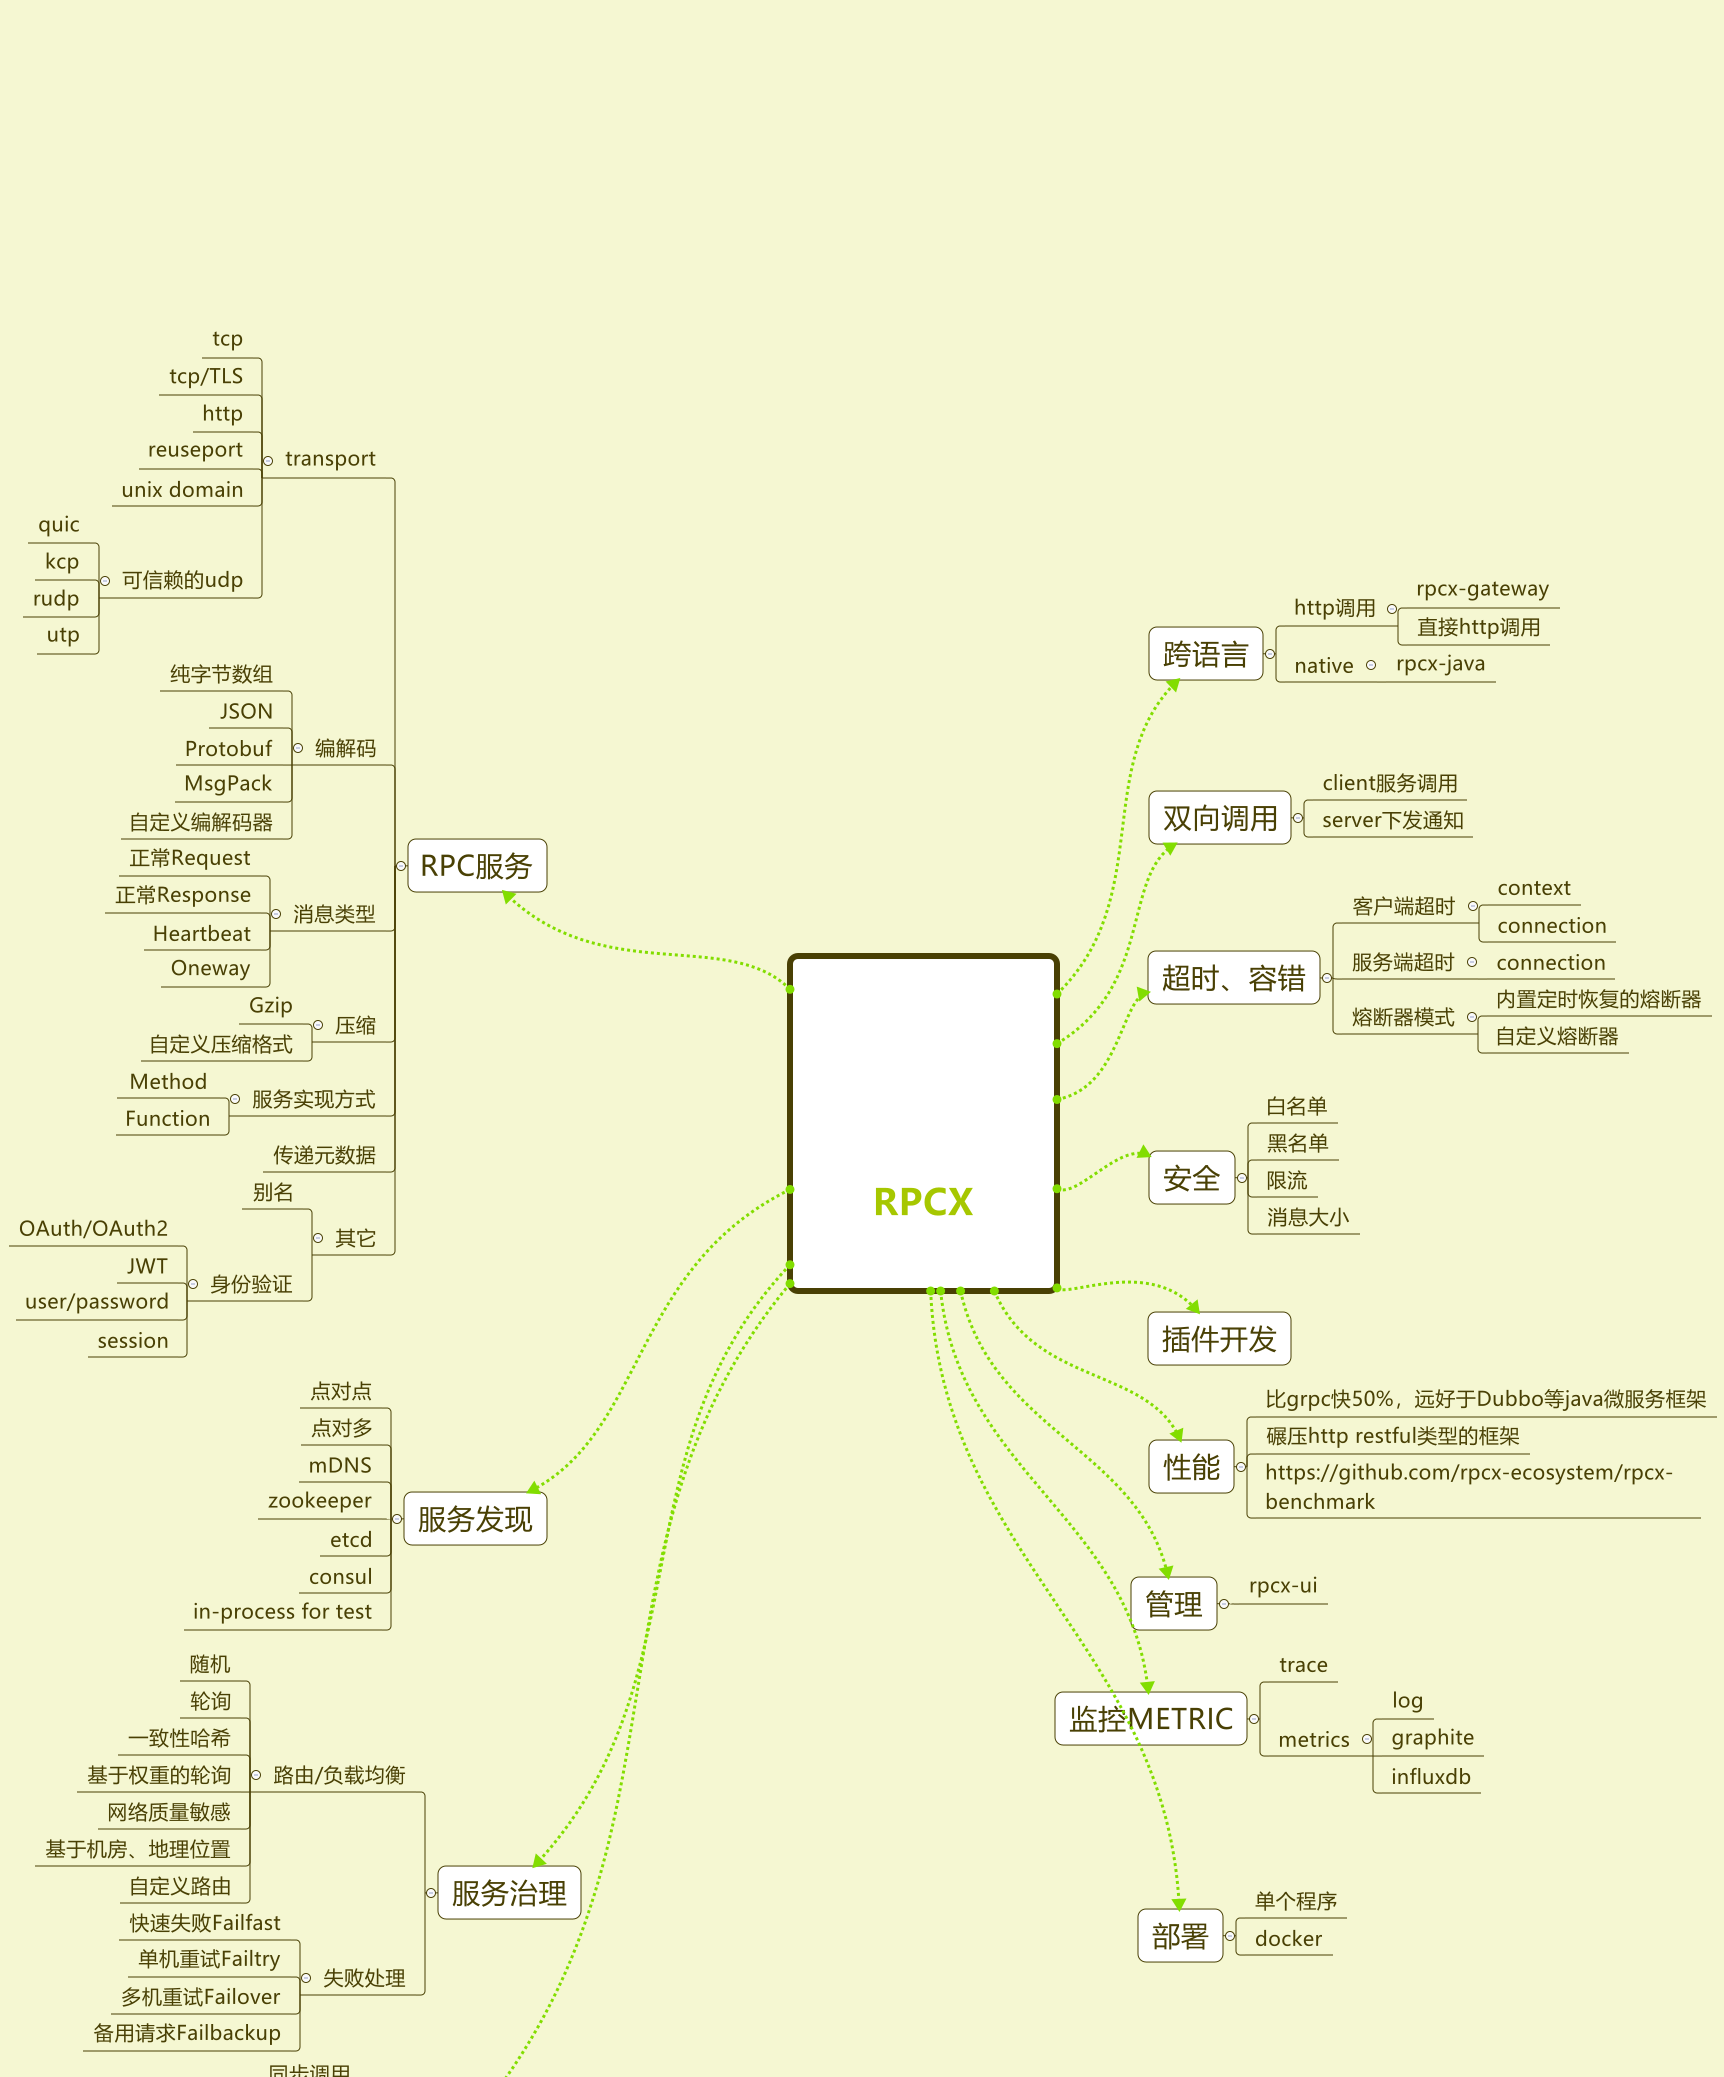 RPCX
RPC服务
transport
tcp
tcp/TLS
http
reuseport
unix domain
可信赖的udp
quic
kcp
rudp
utp
编解码
纯字节数组
JSON
Protobuf
MsgPack
自定义编解码器
消息类型
正常Request
正常Response
Heartbeat
Oneway
压缩
Gzip
自定义压缩格式
服务实现方式
Method
Function
传递元数据
其它
别名
身份验证
OAuth/OAuth2
JWT
user/password
session
服务发现
点对点
点对多
mDNS
zookeeper
etcd
consul
in-process for test
服务治理
路由/负载均衡
随机
轮询
一致性哈希
基于权重的轮询
网络质量敏感
基于机房、地理位置
自定义路由
失败处理
快速失败Failfast
单机重试Failtry
多机重试Failover
备用请求Failbackup
同步调用
跨语言
http调用
rpcx-gateway
直接http调用
native
rpcx-java
双向调用
client服务调用
server下发通知
超时、容错
客户端超时
context
connection
服务端超时
connection
熔断器模式
内置定时恢复的熔断器
自定义熔断器
安全
白名单
黑名单
限流
消息大小
插件开发
性能
比grpc快50%，远好于Dubbo等java微服务框架
碾压http restful类型的框架
https://github.com/rpcx-ecosystem/rpcx-
benchmark
管理
rpcx-ui
监控METRIC
trace
metrics
log
graphite
influxdb
部署
单个程序
docker